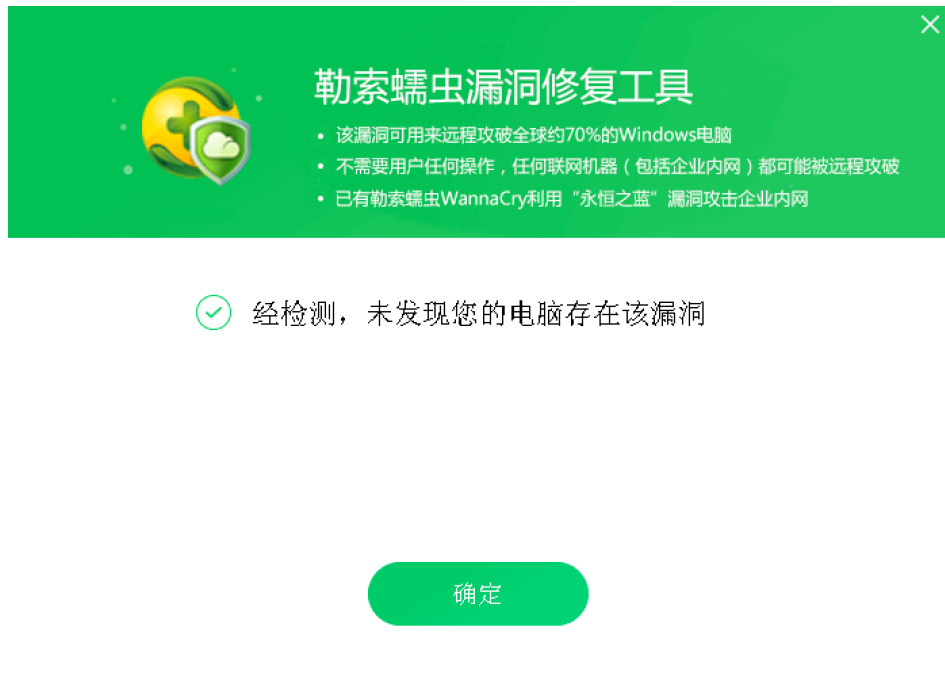 勒索蠕虫漏洞修复工具
• 该漏洞可用来远程攻破全球约70%的Windows电脑
• 不需要用户任何操作，任何联网机器（包括企业内网）都可能被远程攻破
• 已有勒索蠕虫WannaCry利用“永恒之蓝”漏洞攻击企业内网
经检测，未发现您的电脑存在该漏洞
确定